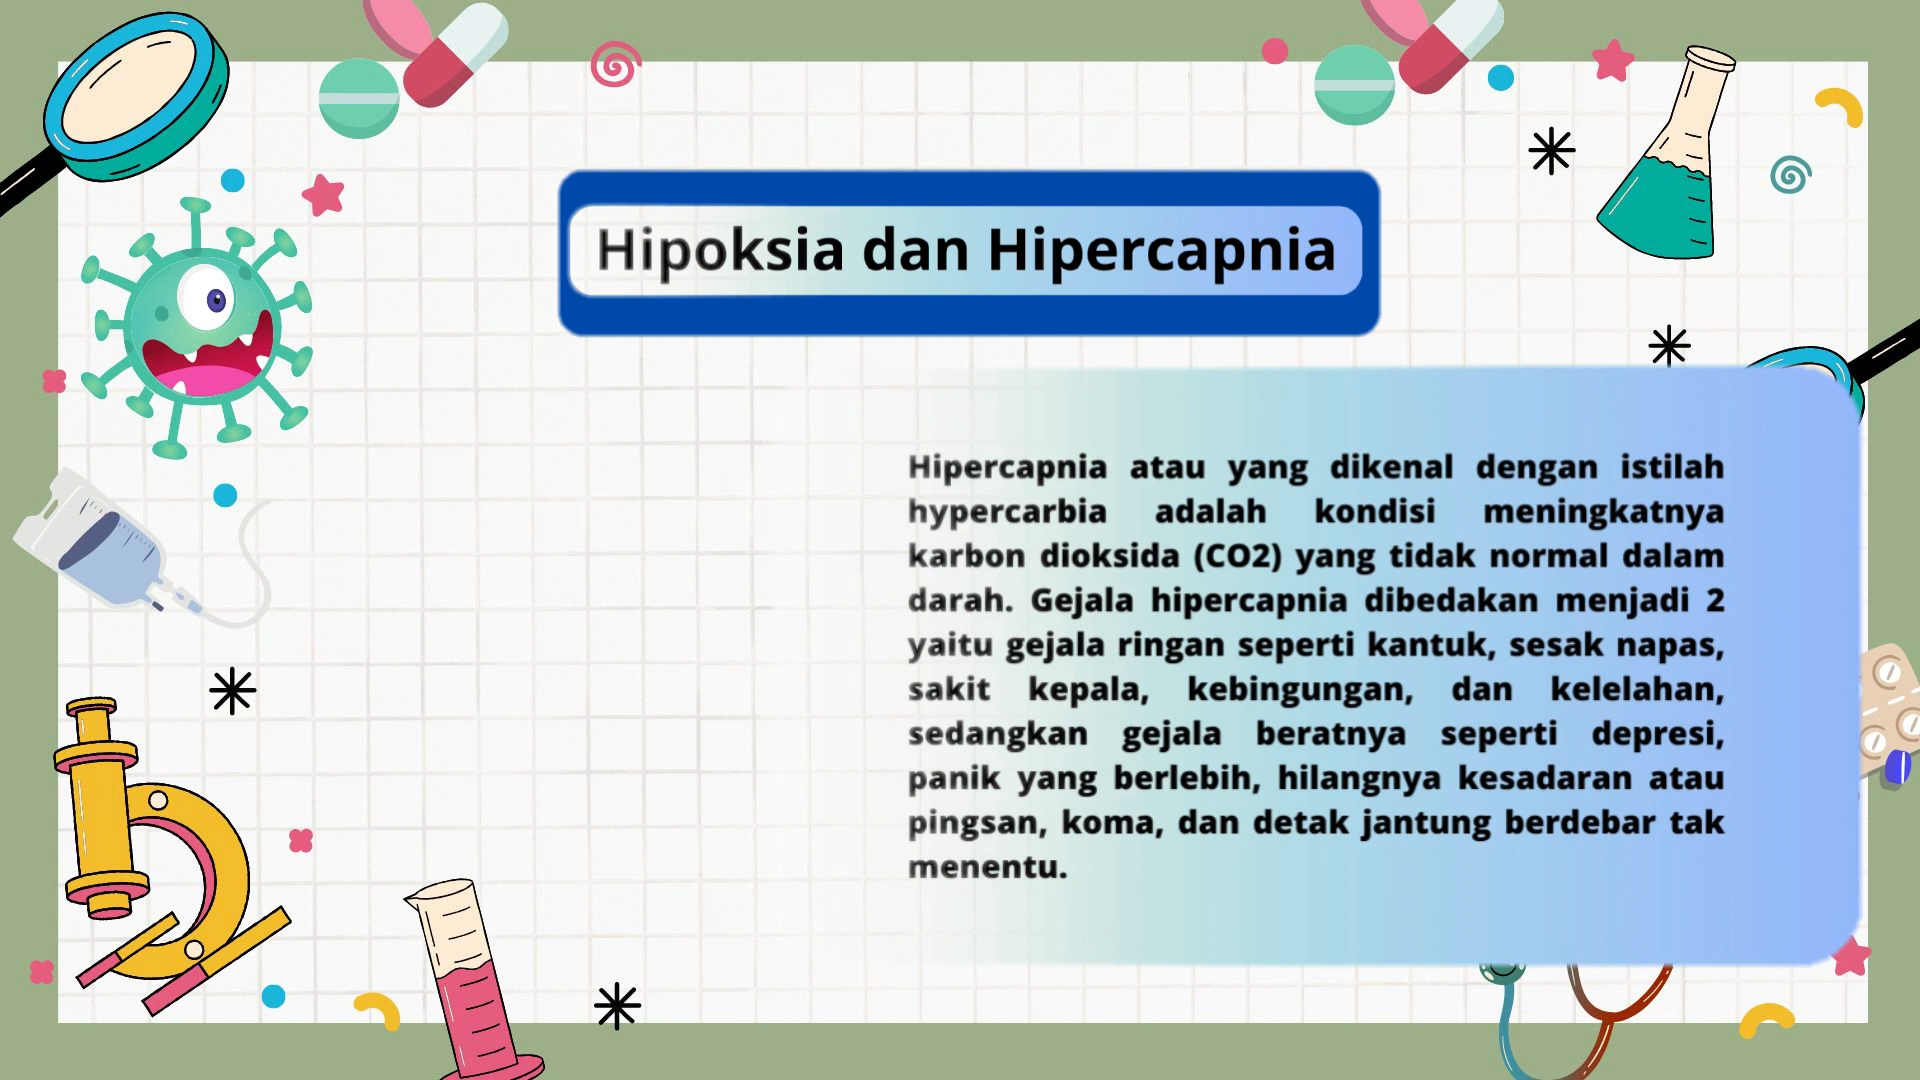 Hipoksia dan Hipercapnia
Hipercapnia atau yang dikenal dengan istilah
hypercarbia adalah kondisi meningkatnya
karbon dioksida (CO2) yang tidak normal dalam
darah. Gejala hipercapnia dibedakan menjadi 2
yaitu gejala ringan seperti kantuk, sesak napas,
sakit kepala, kebingungan, dan kelelahan,
sedangkan gejala beratnya seperti depresi,
panik yang berlebih, hilangnya kesadaran atau
pingsan, koma, dan detak jantung berdebar tak
menentu.